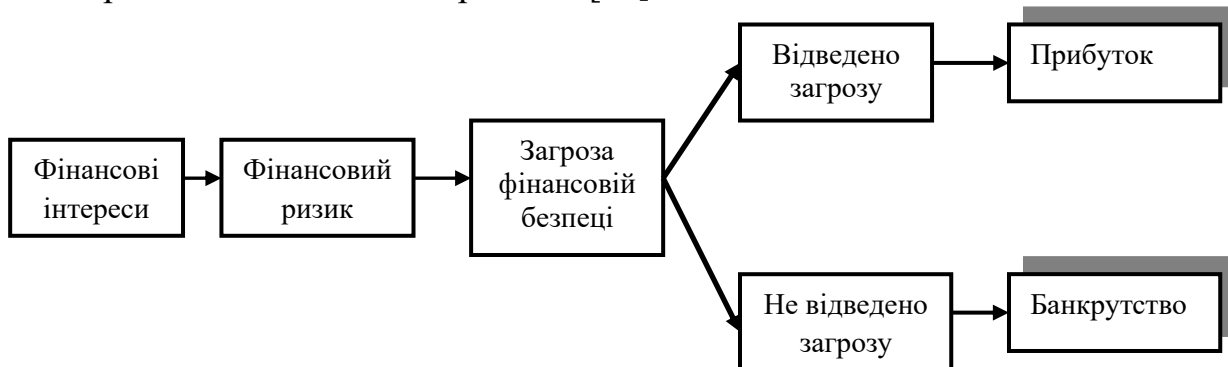 Відведено
загрозу
Прибуток
Фінансові
інтереси
Фінансовий
ризик
Загроза
фінансовій
безпеці
Не відведено
загрозу
Банкрутство